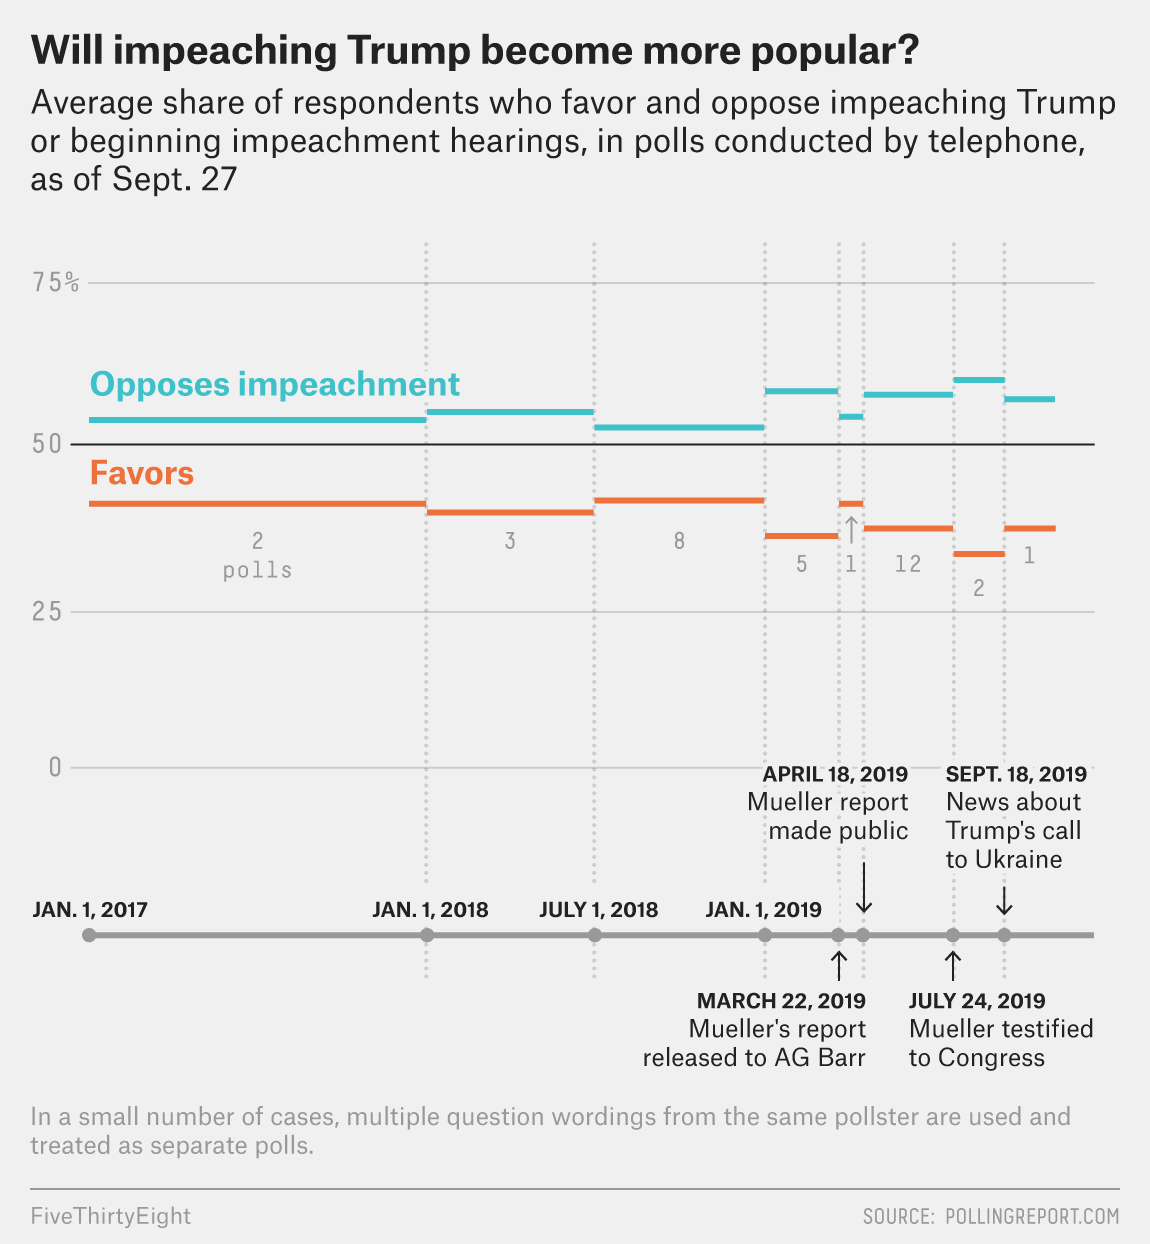 Will impeaching Trump become more popular?
Average share of respondents who favor and oppose impeaching Trump
or beginning impeachment hearings, in polls conducted by telephone,
as of Sept. 27
75%
Opposes impeachment
50
Favors
2
polls
3
8
5
1
12
2
1
25
0
APRIL 18, 2019
Mueller report
made public
SEPT. 18, 2019
News about
Trump's call
to Ukraine
JAN. 1, 2017
JAN. 1, 2018
JULY 1, 2018
JAN. 1, 2019
MARCH 22, 2019
Mueller's report
released to AG Barr
JULY 24, 2019
Mueller testified
to Congress
In a small number of cases, multiple question wordings from the same pollster are used and
treated as separate polls.
FiveThirtyEight
SOURCE: POLLINGREPORT.COM